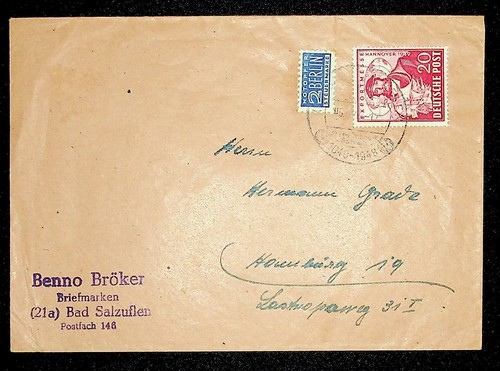 NOTOPFER
2 BERLIN
STEUERMARKE
EXPORTMESSE HANNOVER 1949
20
DEUTSCHE POST
Herrn
Hermann Grade
Hamburg 19
31 I
Benno Bröker
Briefmarken
(21a) Bad Salzuflen
Postfach 146